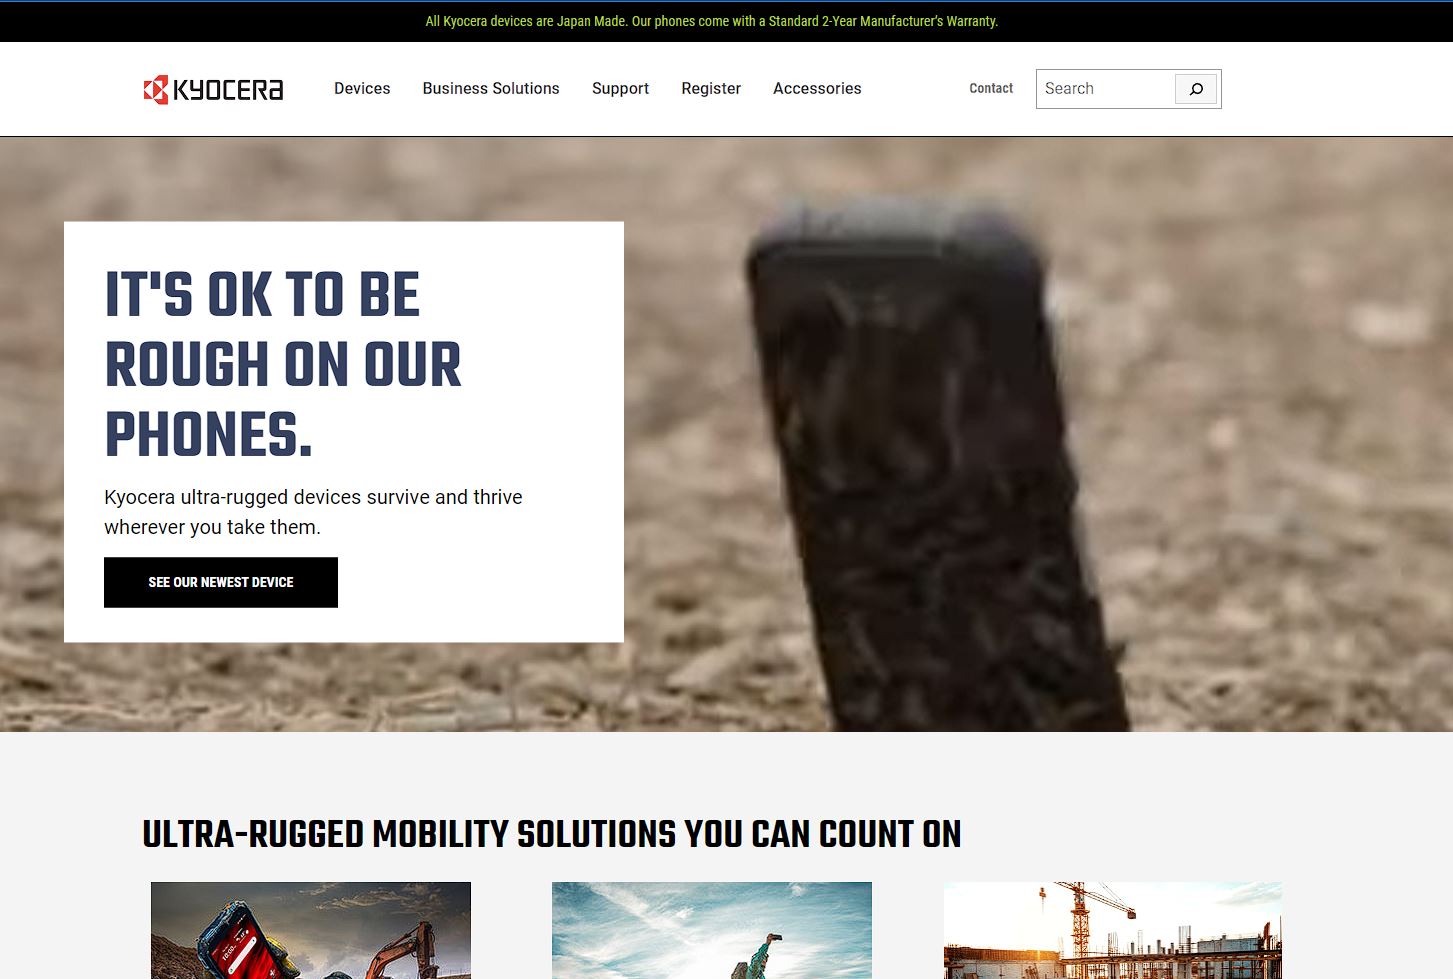 All Kyocera devices are Japan Made. Our phones come with a Standard 2-Year Manufacturer's Warranty.
KYOCERA
Devices
Business Solutions
Support
Register
Accessories
Contact
Search
IT'S OK TO BE
ROUGH ON OUR
PHONES.
Kyocera ultra-rugged devices survive and thrive
wherever you take them.
SEE OUR NEWEST DEVICE
ULTRA-RUGGED MOBILITY SOLUTIONS YOU CAN COUNT ON